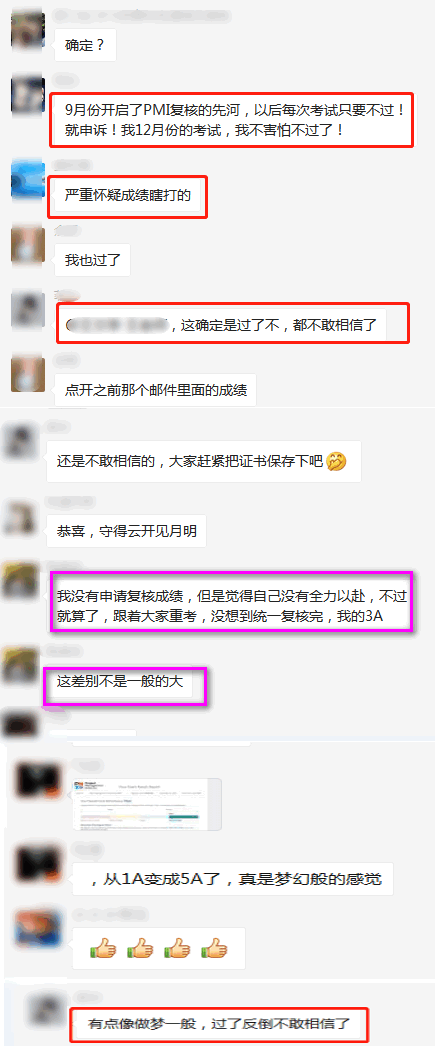 确定？
9月份开启了PMI复核的先河，以后每次考试只要不过！
就申诉！我12月份的考试，我不害怕不过了！
严重怀疑成绩瞎打的
我也过了
，这确定是过了不，都不敢相信了
点开之前那个邮件里面的成绩
还是不敢相信的，大家赶紧把证书保存下吧
恭喜，守得云开见月明
我没有申请复核成绩，但是觉得自己没有全力以赴，不过
就算了，跟着大家重考，没想到统一复核完，我的3A
这差别不是一般的大
，从1A变成5A了，真是梦幻般的感觉
有点像做梦一般，过了反倒不敢相信了